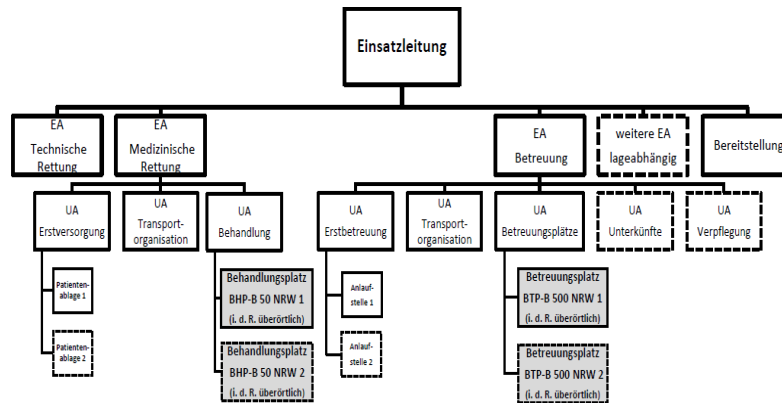 Einsatzleitung
EA
Technische
Rettung
EA
Medizinische
Rettung
EA
Betreuung
weitere EA
lageabhängig
Bereitstellung
UA
Erstversorgung
UA
Transport-
organisation
UA
Behandlung
UA
Erstbetreuung
UA
Transport-
organisation
UA
Betreuungsplätze
UA
Unterkünfte
UA
Verpflegung
Patienten-
ablage 1
Patienten-
ablage 2
Behandlungsplatz
BHP-B 50 NRW 1
(i. d. R. überörtlich)
Behandlungsplatz
BHP-B 50 NRW 2
(i. d. R. überörtlich)
Anlauf-
stelle 1
Anlauf-
stelle 2
Betreuungsplatz
BTP-B 500 NRW 1
(i. d. R. überörtlich)
Betreuungsplatz
BTP-B 500 NRW 2
(i. d. R. überörtlich)